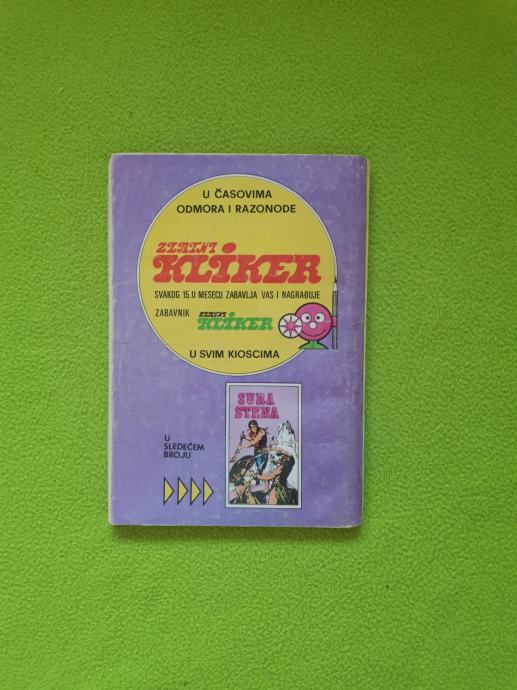 U ČASOVIMA
ODMORA I RAZONODE
ZLATNI
KLIKER
SVAKOG 15.U MESECU ZABAVLJA VAS I NAGRAĐUJE
ZABAVNIK ZLATNI KLIKER
U SVIM KIOSCIMA
SURA
STENA
U
SLEDEĆEM
BROJU